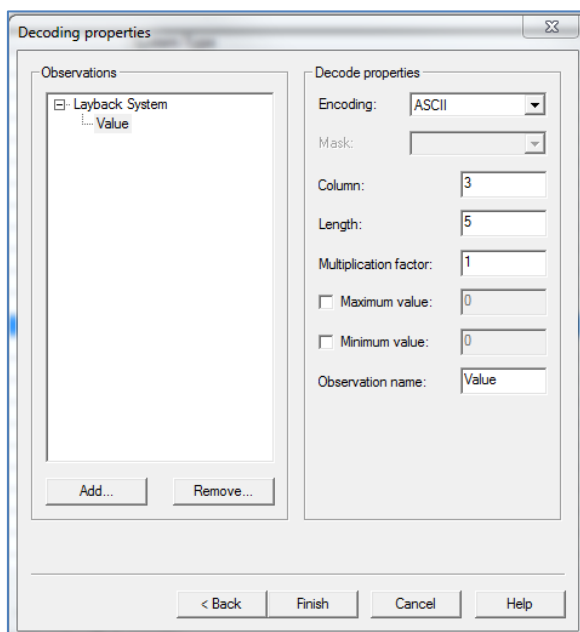 Decoding properties
Observations
Layback System
Value
Add...
Remove...
Decode properties
Encoding: ASCII
Mask:
Column: 3
Length: 5
Multiplication factor: 1
Maximum value: 0
Minimum value: 0
Observation name: Value
< Back
Finish
Cancel
Help